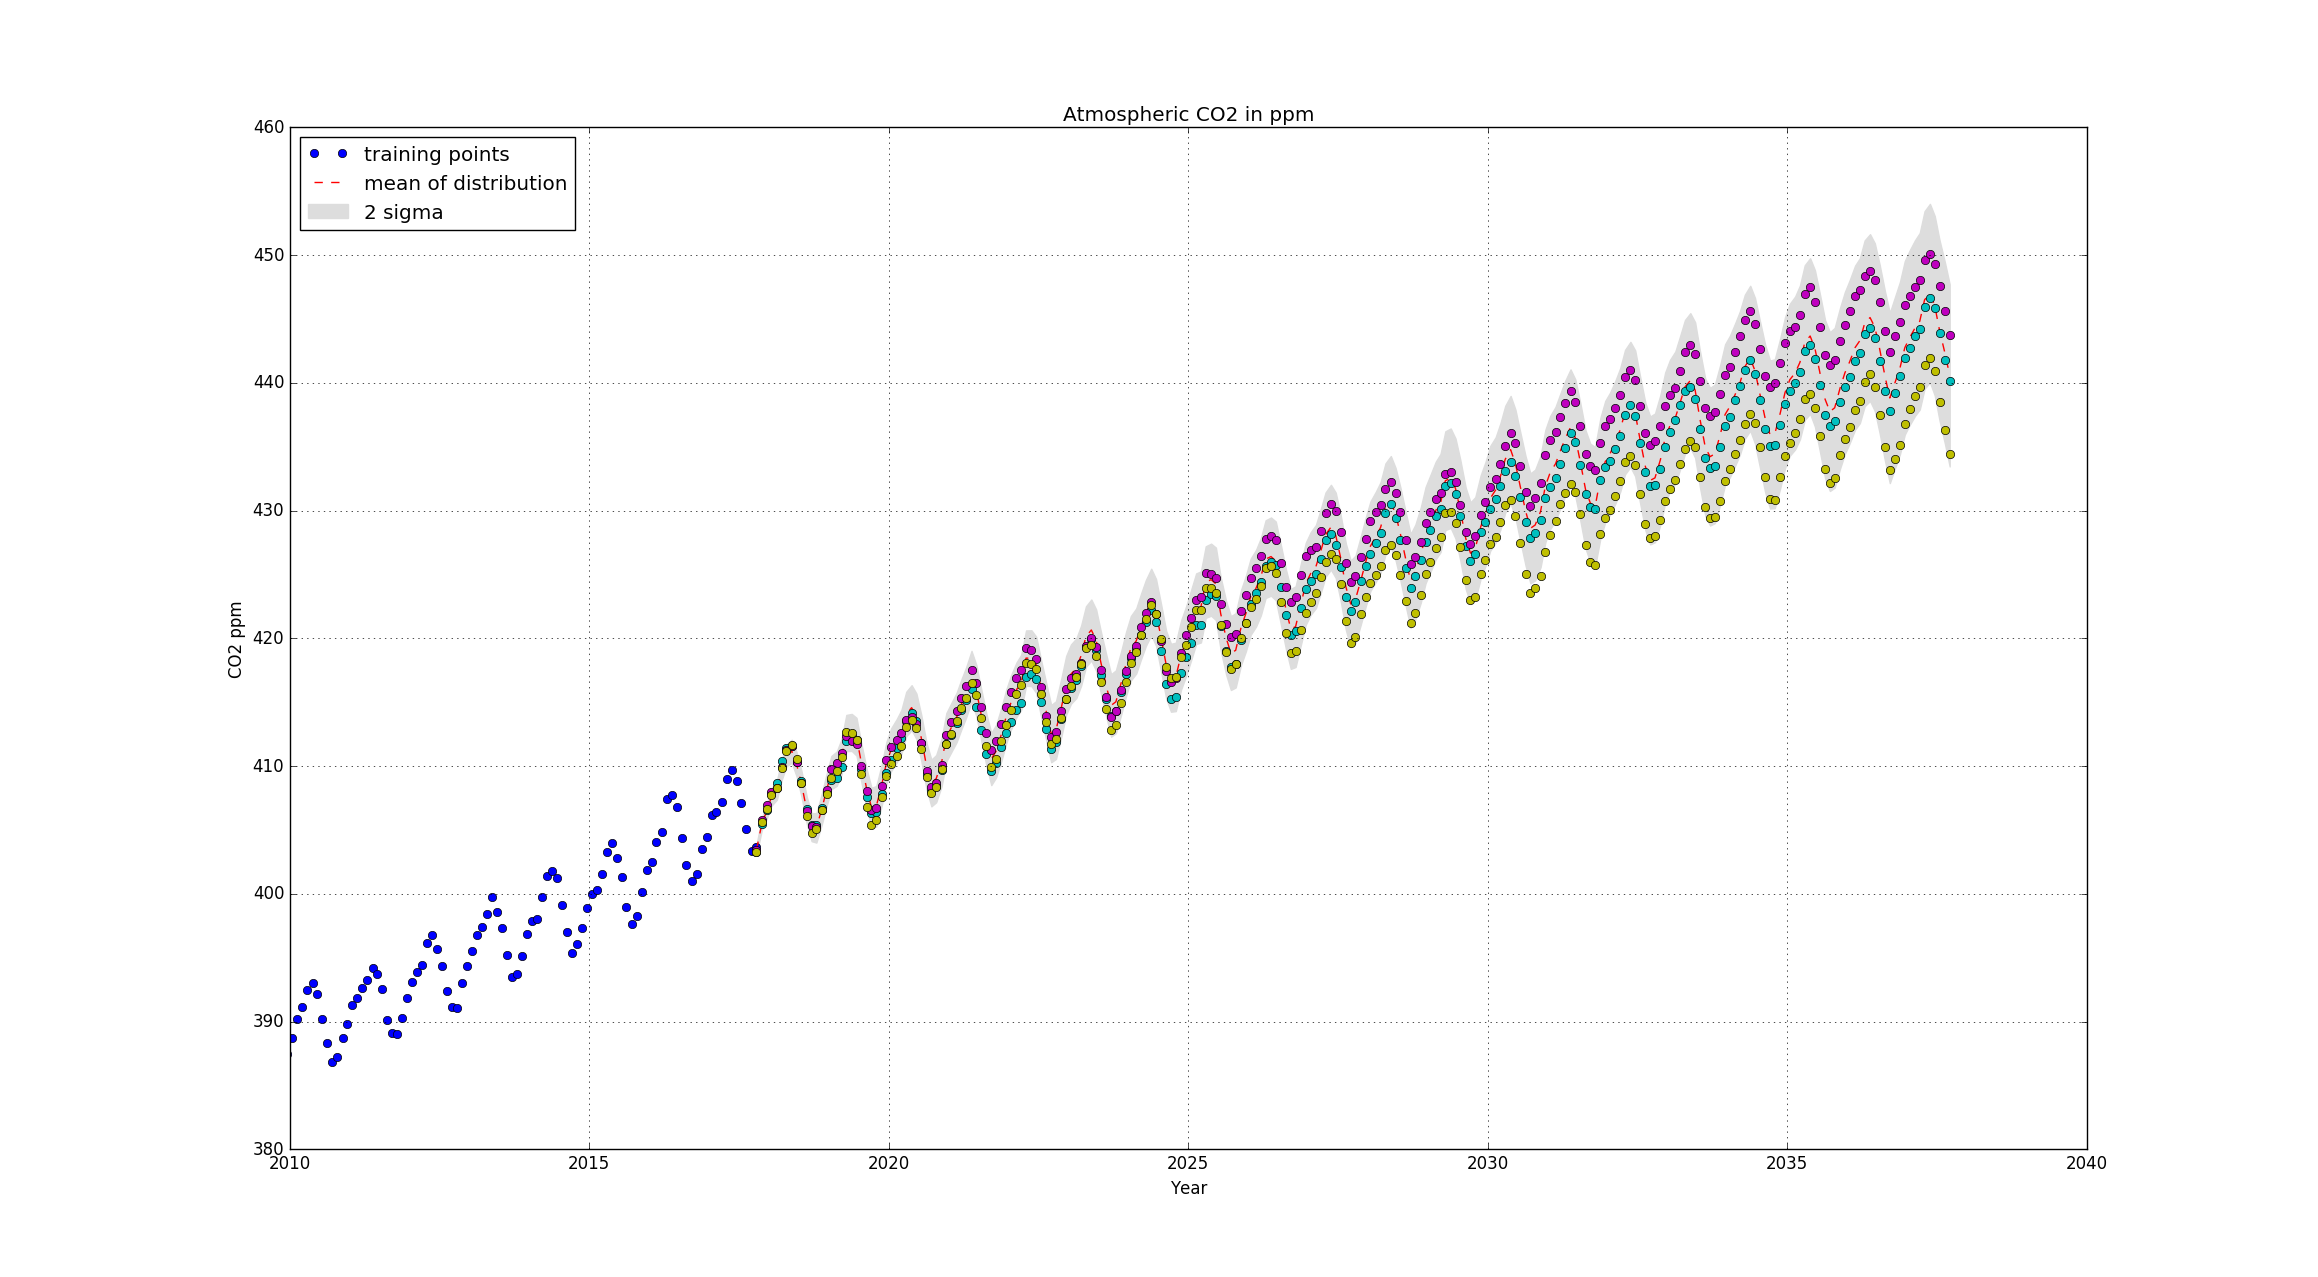 Atmospheric CO2 in ppm
460
450
440
430
420
410
400
390
380
CO2 ppm
training points
mean of distribution
2 sigma
2010
2015
2020
2025
2030
2035
2040
Year